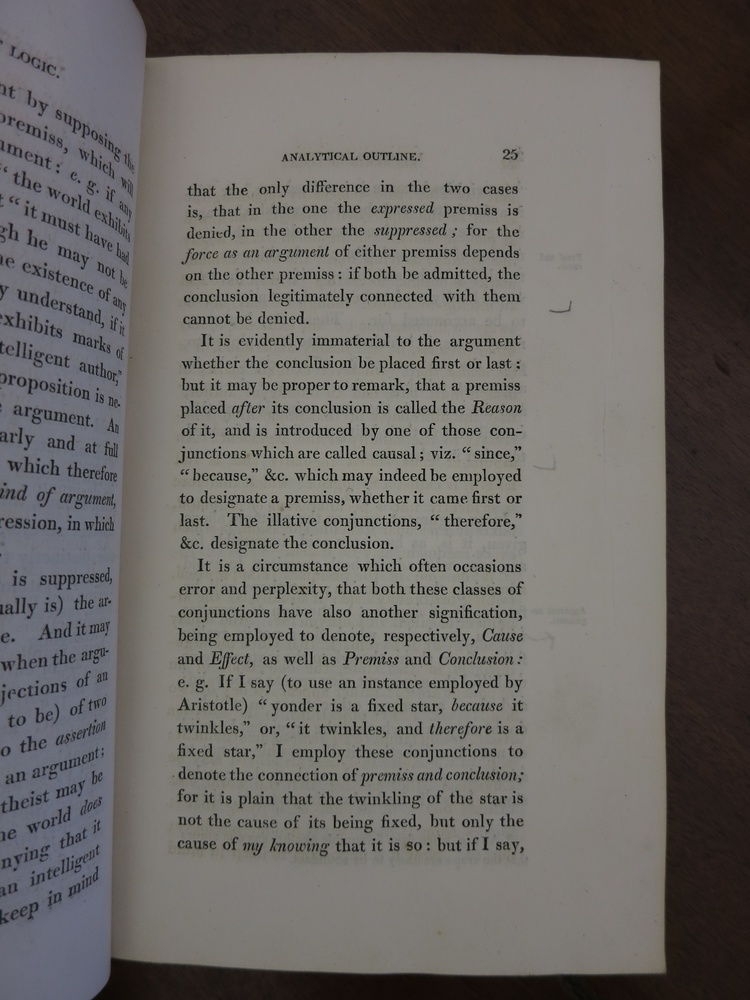 LOGIC.
by supposing the
premiss, which will
e. g. if any
“ the world exhibits
“ it must have had
he may not be
existence of any
understand, if it
exhibits marks of
author,”
proposition is ne-
argument. An
and at full
which therefore
kind of argument,
in which
is suppressed,
is) the ar-
And it may
when the argu-
of an
to be) of two
the assertion
an argument;
may be
world does
that it
an intelligent
keep in mind
ANALYTICAL OUTLINE. 25
that the only difference in the two cases
is, that in the one the expressed premiss is
denied, in the other the suppressed ; for the
force as an argument of either premiss depends
on the other premiss : if both be admitted, the
conclusion legitimately connected with them
cannot be denied.
It is evidently immaterial to the argument
whether the conclusion be placed first or last :
but it may be proper to remark, that a premiss
placed after its conclusion is called the Reason
of it, and is introduced by one of those con-
junctions which are called causal ; viz. “ since,”
“ because,” &c. which may indeed be employed
to designate a premiss, whether it came first or
last. The illative conjunctions, “ therefore,”
&c. designate the conclusion.
It is a circumstance which often occasions
error and perplexity, that both these classes of
conjunctions have also another signification,
being employed to denote, respectively, Cause
and Effect, as well as Premiss and Conclusion :
e. g. If I say (to use an instance employed by
Aristotle) “ yonder is a fixed star, because it
twinkles,” or, “ it twinkles, and therefore is a
fixed star,” I employ these conjunctions to
denote the connection of premiss and conclusion;
for it is plain that the twinkling of the star is
not the cause of its being fixed, but only the
cause of my knowing that it is so : but if I say,